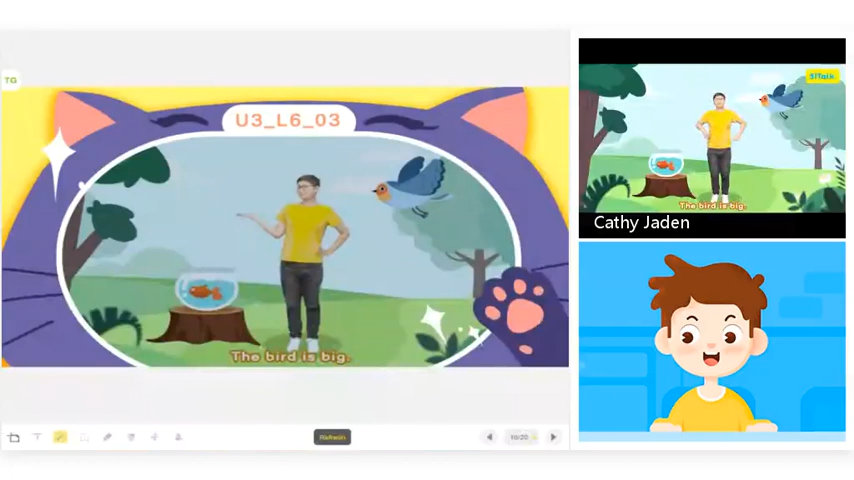 TG
U3_L6_03
The bird is big.
Refresh
10/20
51Talk
The bird is big.
Cathy Jaden